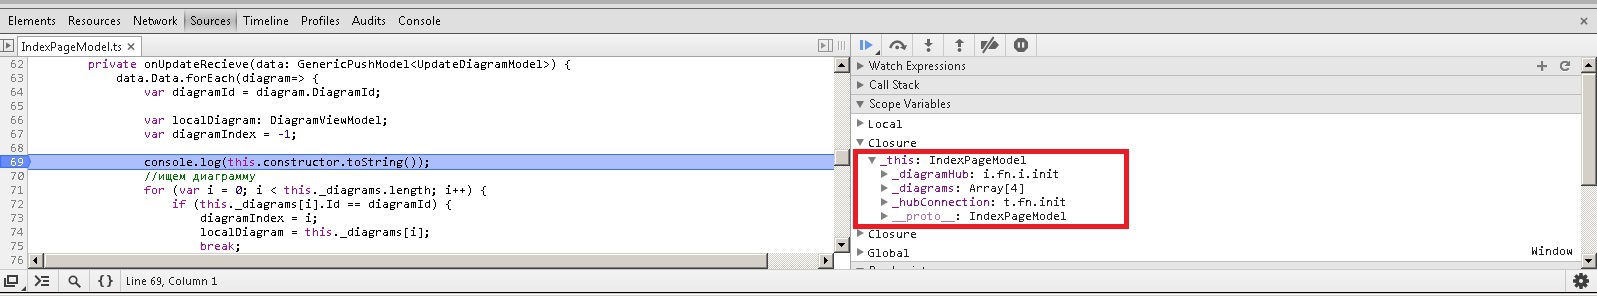 Elements Resources Network Sources Timeline Profiles Audits Console ×
IndexPageModel.ts ×
62 private onUpdateRecieve(data: GenericPushModel<UpdateDiagramModel>) {
63 data.Data.forEach(diagram=> {
64 var diagramId = diagram.DiagramId;
65
66 var localDiagram: DiagramViewModel;
67 var diagramIndex = -1;
68
69 console.log(this.constructor.toString());
70 //ищем диаграмму
71 for (var i = 0; i < this._diagrams.length; i++) {
72 if (this._diagrams[i].Id == diagramId) {
73 diagramIndex = i;
74 localDiagram = this._diagrams[i];
75 break;
76
Watch Expressions
Call Stack
Scope Variables
Local
Closure
_this: IndexPageModel
_diagramHub: i.fn.i.init
_diagrams: Array[4]
_hubConnection: t.fn.init
__proto__: IndexPageModel
Closure
Global Window
{} Line 69, Column 1